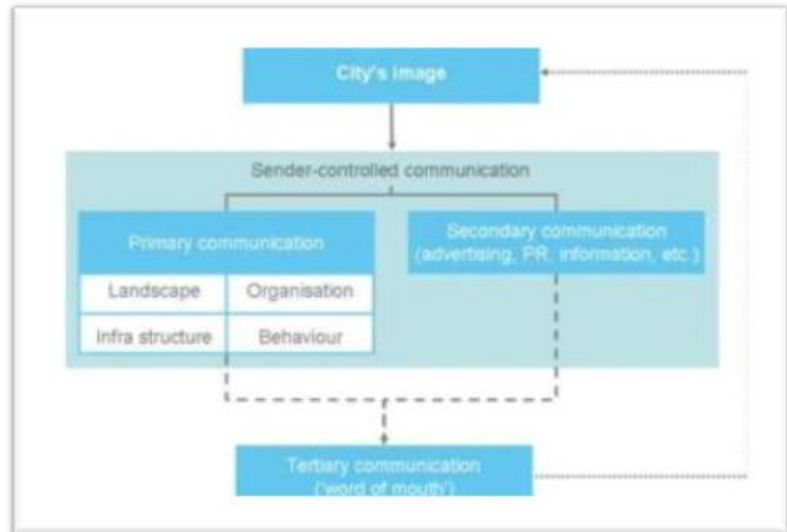 City's Image
Sender-controlled communication
Primary communication
Secondary communication
(advertising, PR, information, etc )
Landscape
Organisation
Infra structure
Behaviour
Tertiary communication
('word of mouth')